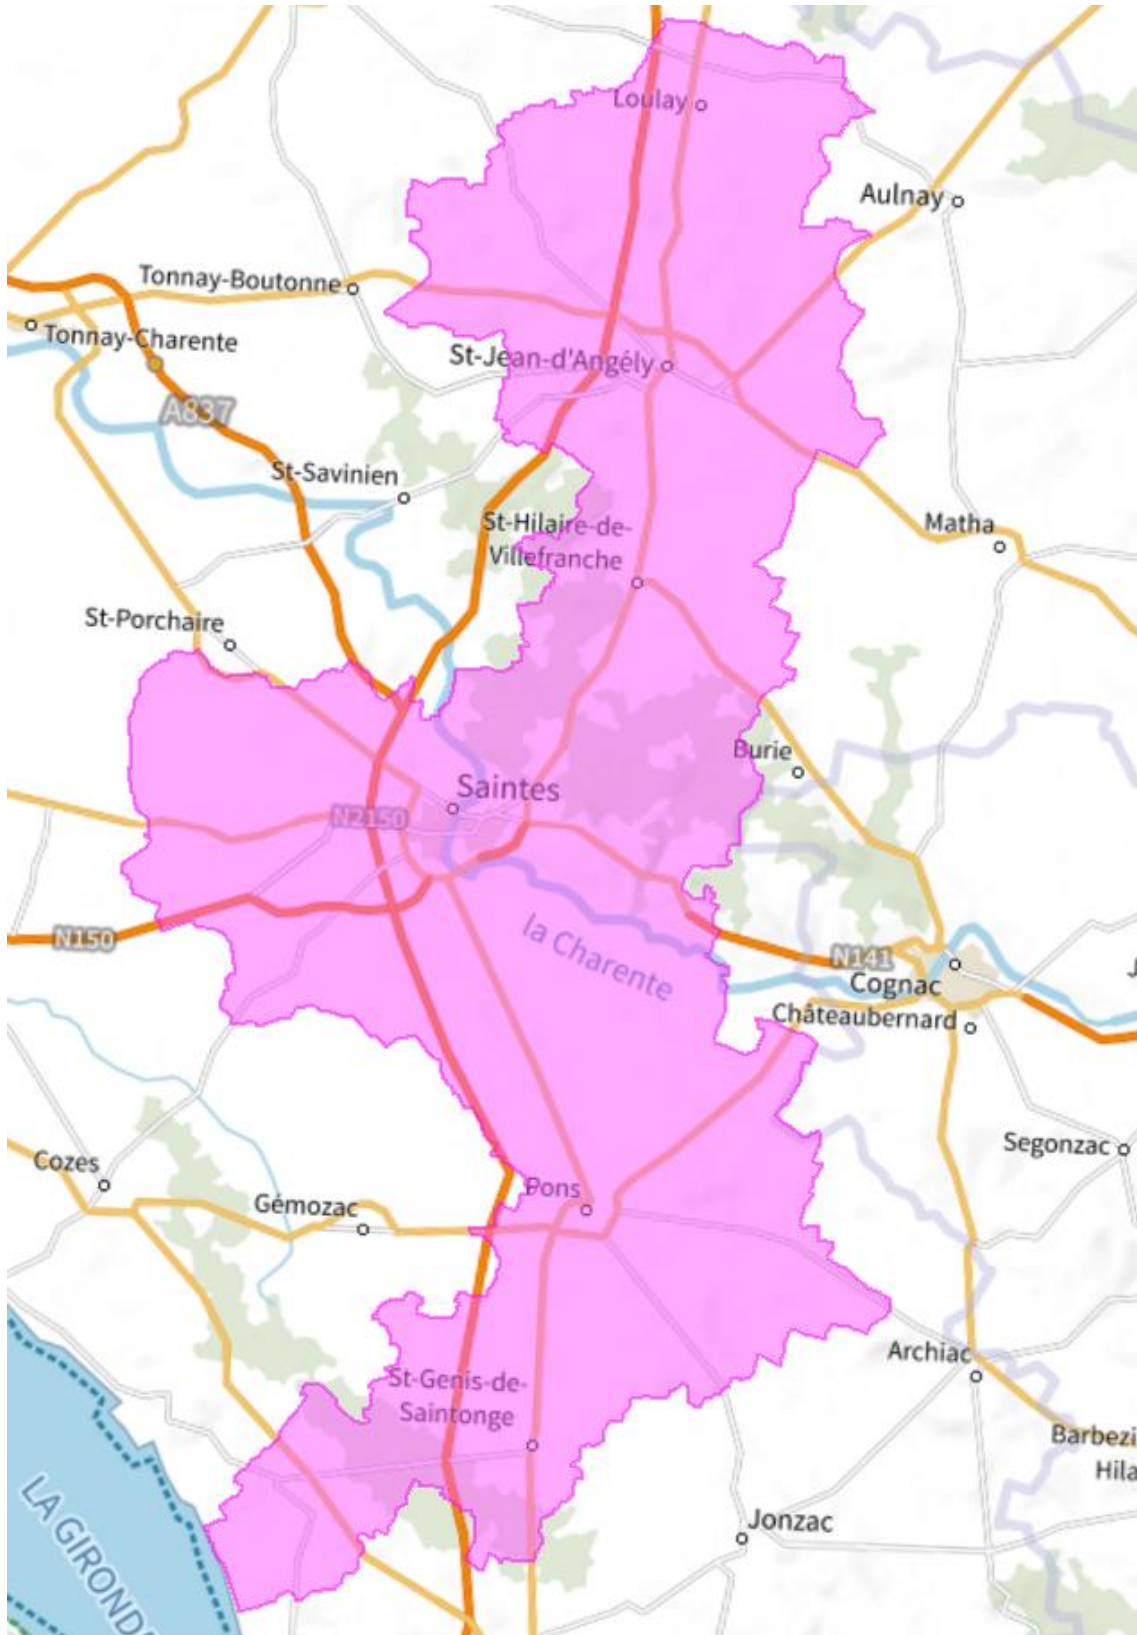 Loulay
Aulnay
Tonnay-Boutonne
Tonnay-Charente
St-Jean-d'Angély
A837
St-Savinien
St-Hilaire-de-
Villefranche
Matha
St-Porchaire
Burie
Saintes
N2150
la Charente
N150
N141
Cognac
J
Châteaubernard
Segonzac
Cozes
Pons
Gémozac
Archiac
St-Genis-de-
Saintonge
Barbezi
Hila
LA GIRONDE
Jonzac